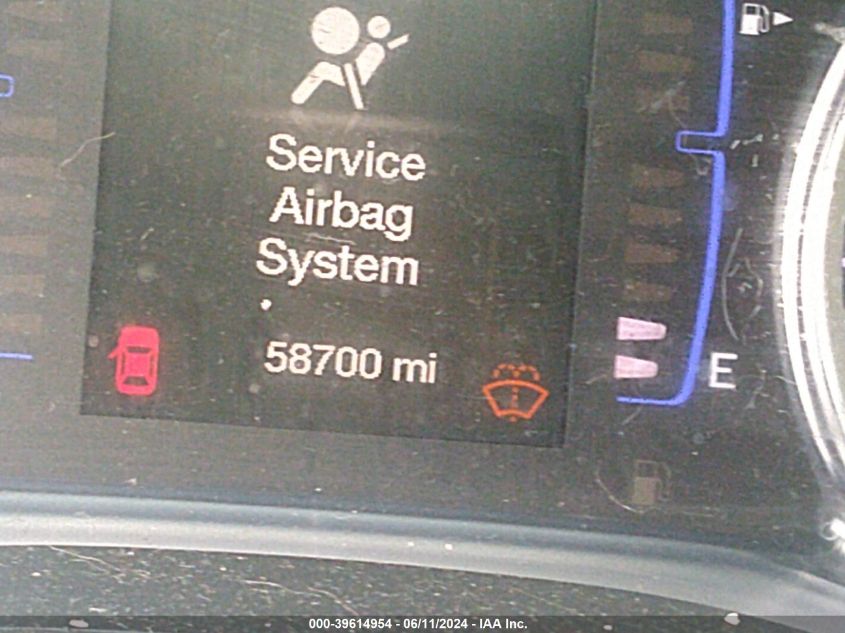 Service
Airbag
System
58700 mi
E
000-39614954 - 06/11/2024 - IAA Inc.